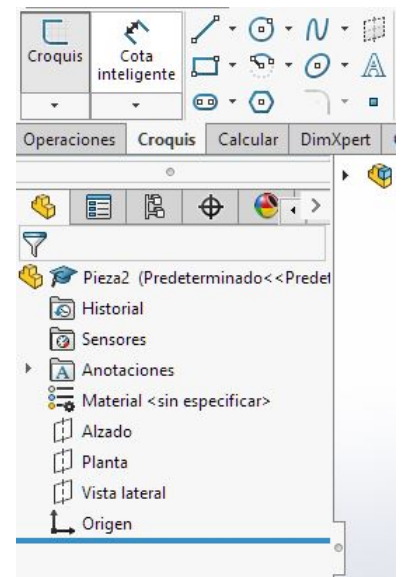 Croquis
Cota
inteligente
Operaciones Croquis Calcular DimXpert
Pieza2 (Predeterminado<<Predet
Historial
Sensores
Anotaciones
Material <sin especificar>
Alzado
Planta
Vista lateral
Origen